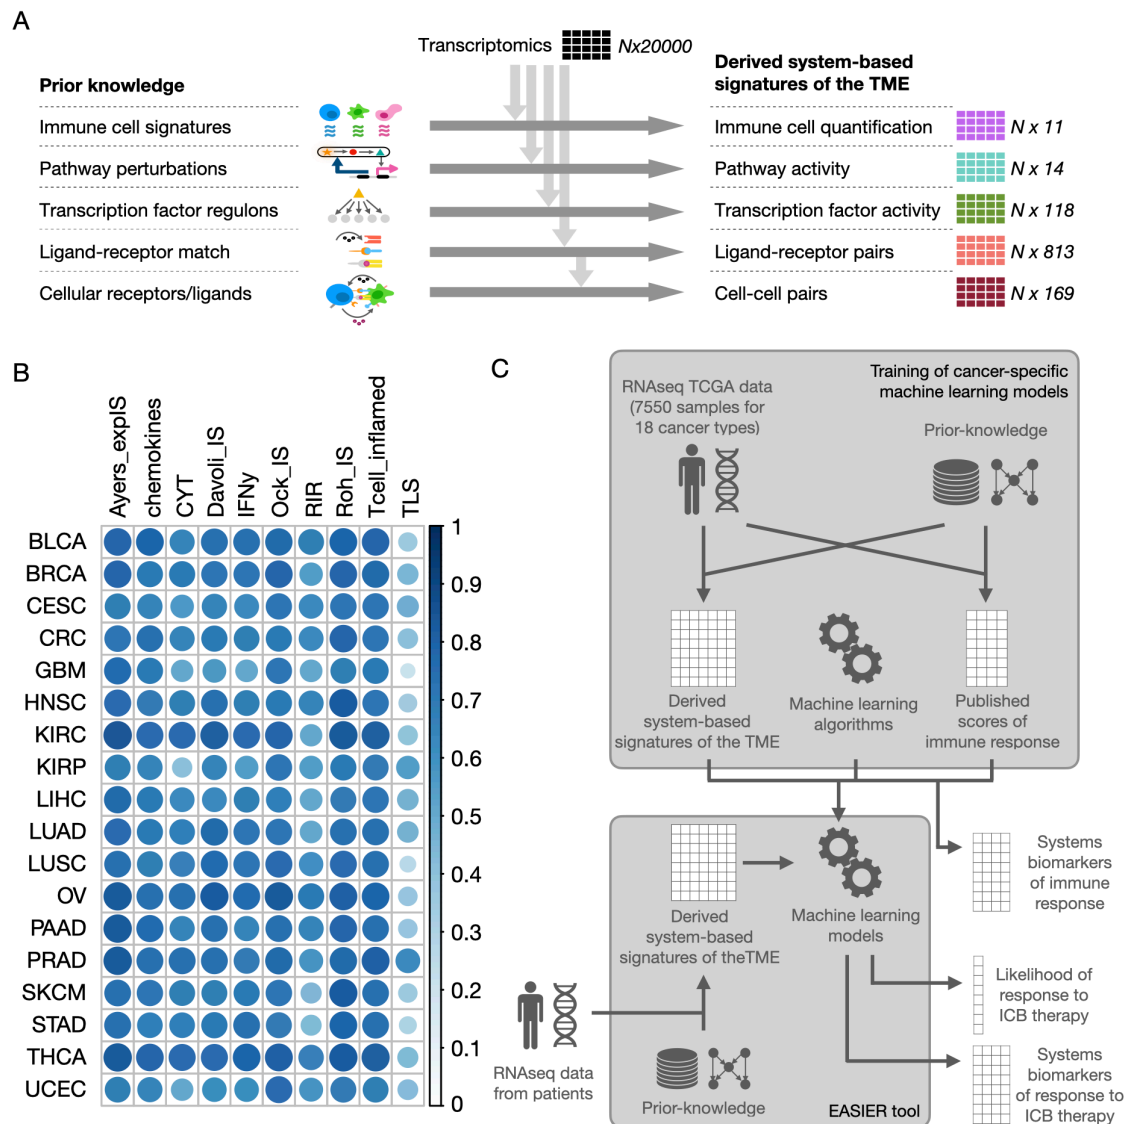 A
Transcriptomics Nx20000
Prior knowledge
Derived system-based
signatures of the TME
Immune cell signatures
Immune cell quantification N x 11
Pathway perturbations
Pathway activity N x 14
Transcription factor regulons
Transcription factor activity N x 118
Ligand-receptor match
Ligand-receptor pairs N x 813
Cellular receptors/ligands
Cell-cell pairs N x 169
B
Ayers_expIS
chemokines
CYT
Davoli_IS
IFNy
Ock_IS
RIR
Roh_IS
Tcell_inflamed
TLS
BLCA
BRCA
CESC
CRC
GBM
HNSC
KIRC
KIRP
LIHC
LUAD
LUSC
OV
PAAD
PRAD
SKCM
STAD
THCA
UCEC
1
0.9
0.8
0.7
0.6
0.5
0.4
0.3
0.2
0.1
0
C
Training of cancer-specific
machine learning models
RNAseq TCGA data
(7550 samples for
18 cancer types)
Prior-knowledge
Derived
system-based
signatures of the TME
Machine learning
algorithms
Published
scores of
immune response
Systems
biomarkers
of immune
response
Derived
system-based
signatures of theTME
Machine learning
models
Likelihood of
response to
ICB therapy
RNAseq data
from patients
Prior-knowledge
Systems
biomarkers
of response to
ICB therapy
EASIER tool